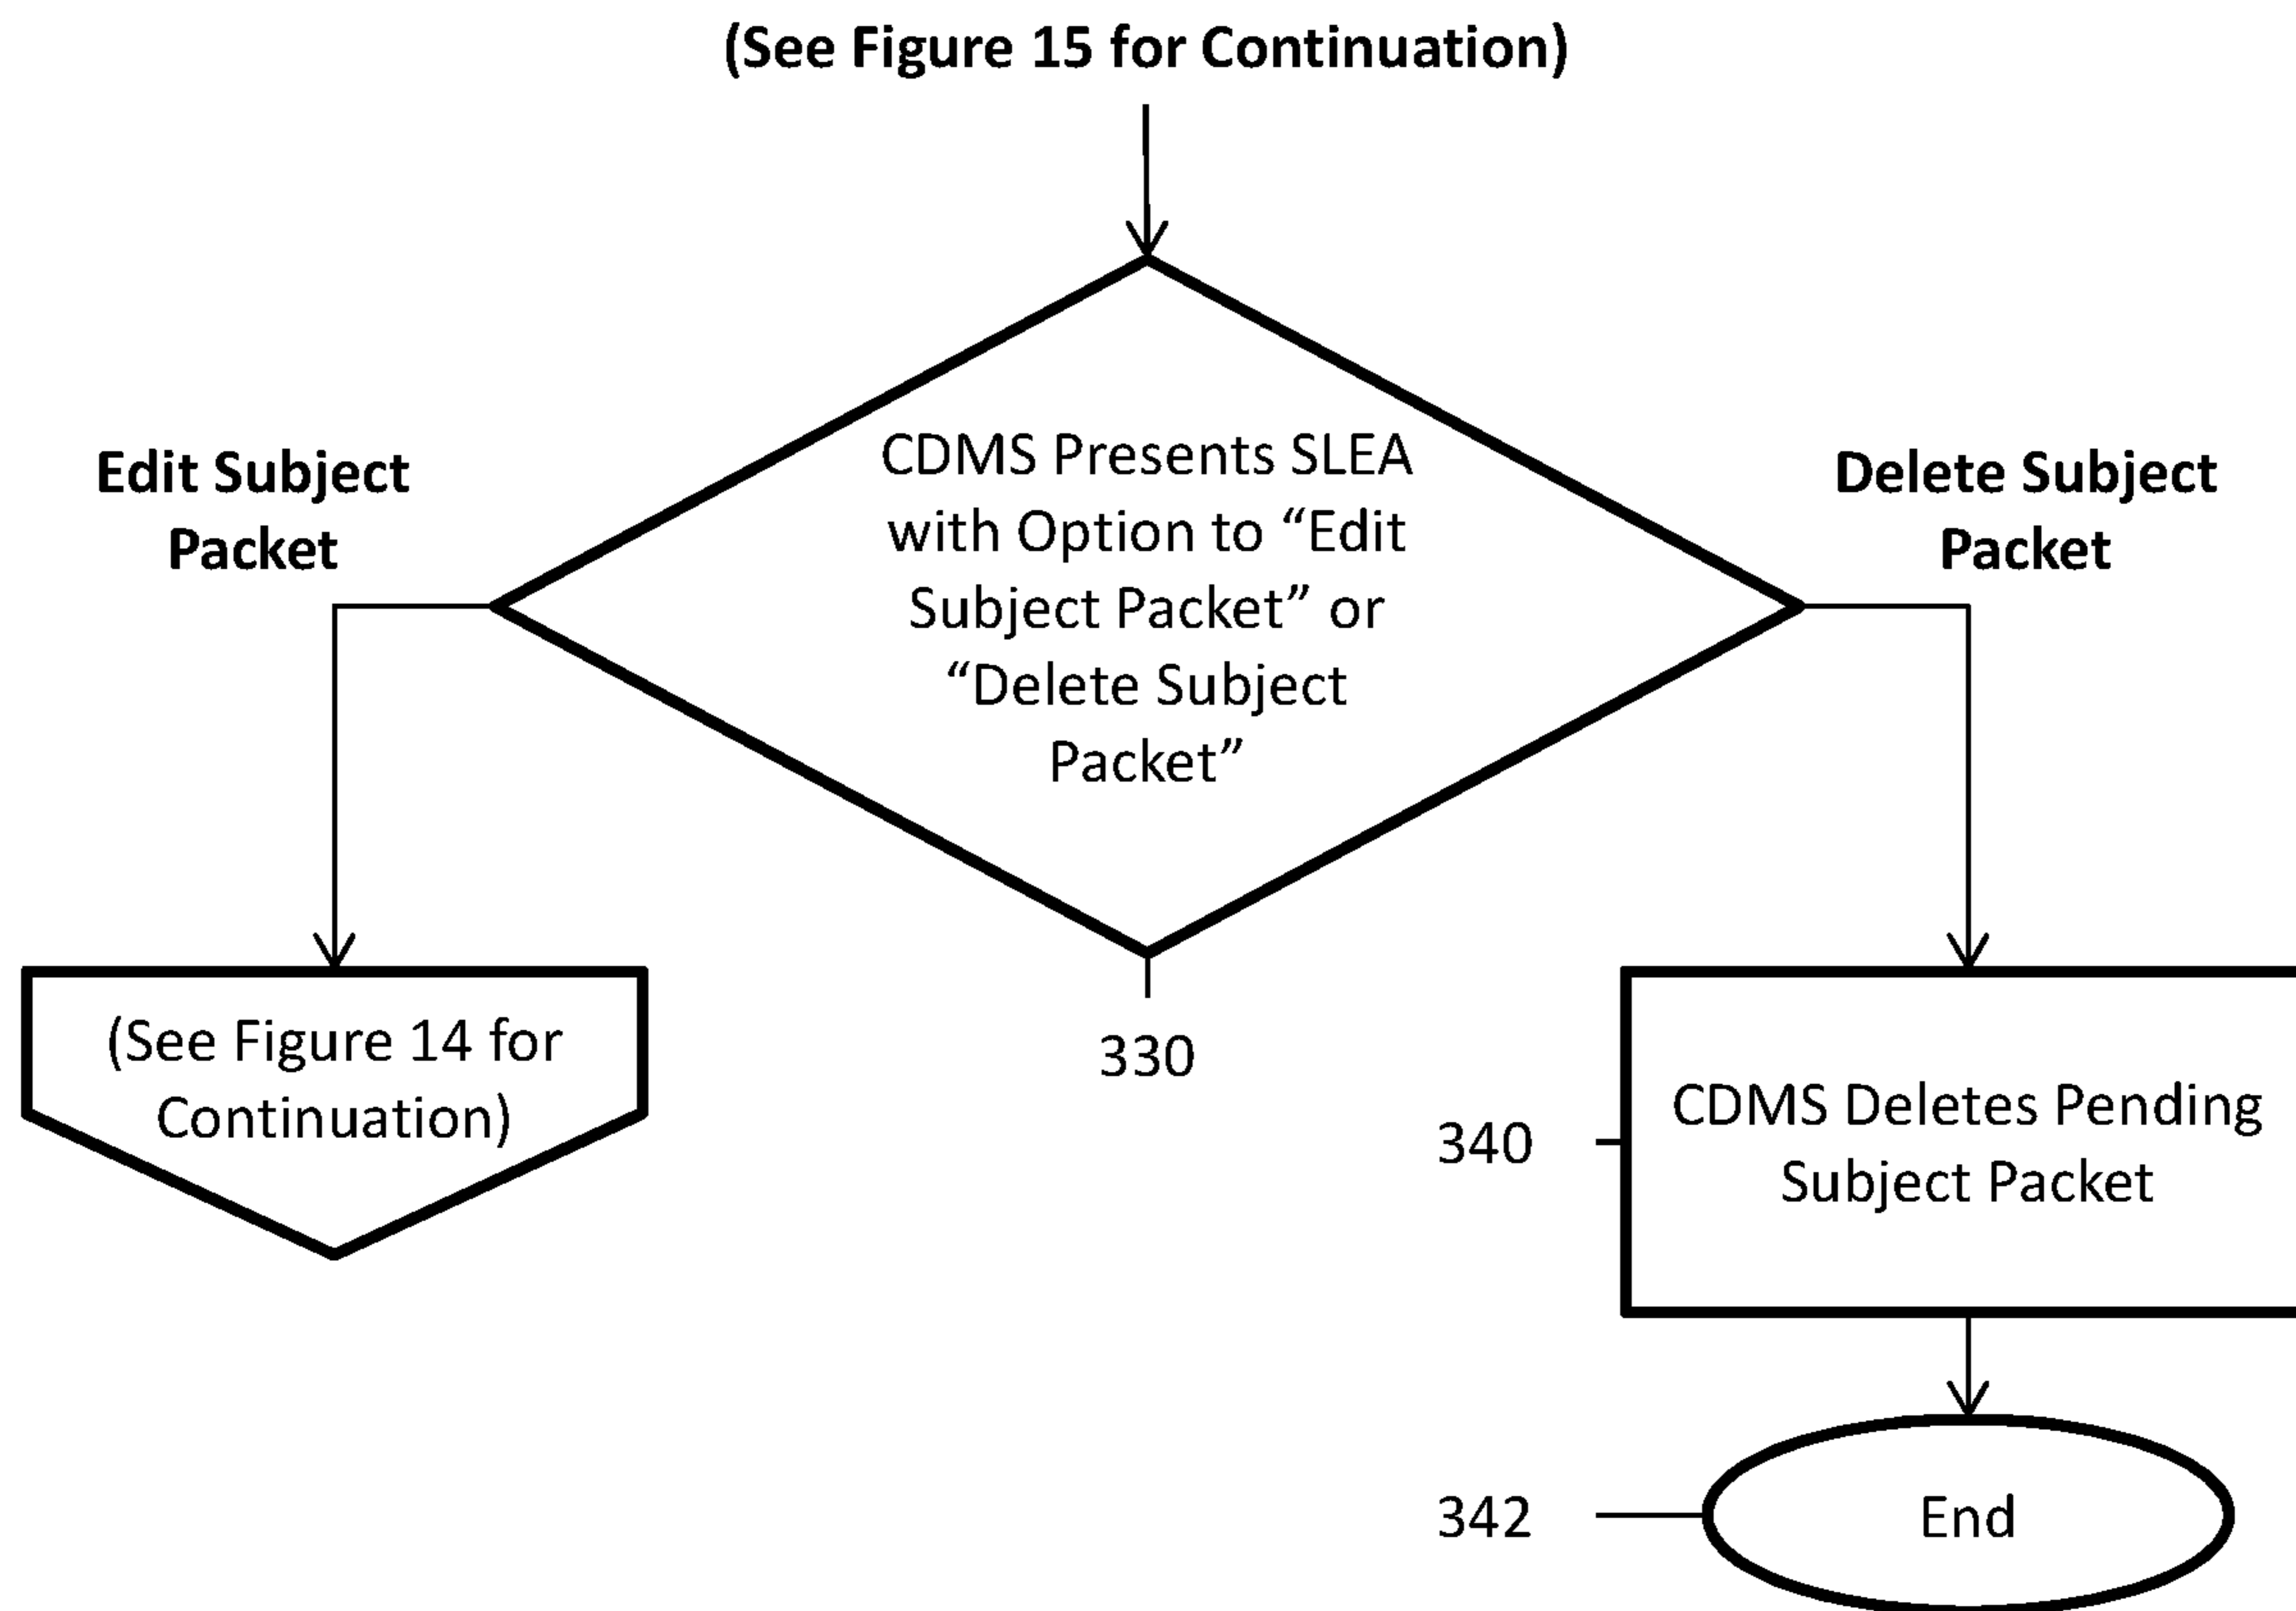 (See Figure 15 for Continuation)
Edit Subject
Packet
CDMS Presents SLEA
with Option to “Edit
Subject Packet” or
“Delete Subject
Packet”
Delete Subject
Packet
(See Figure 14 for
Continuation)
330
340
CDMS Deletes Pending
Subject Packet
342
End